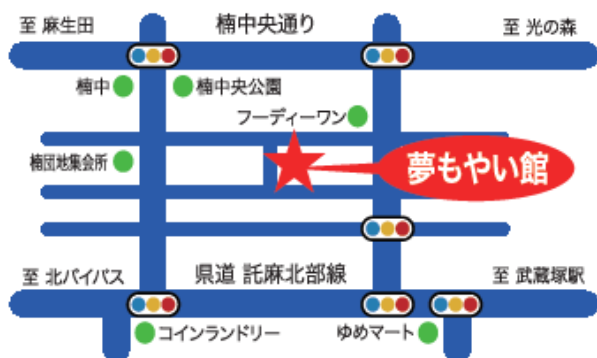 至 麻生田
楠中央通り
至 光の森
楠中
楠中央公園
フーディーワン
楠団地集会所
夢もやい館
至 北バイパス
県道 託麻北部線
至 武蔵塚駅
コインランドリー
ゆめマート